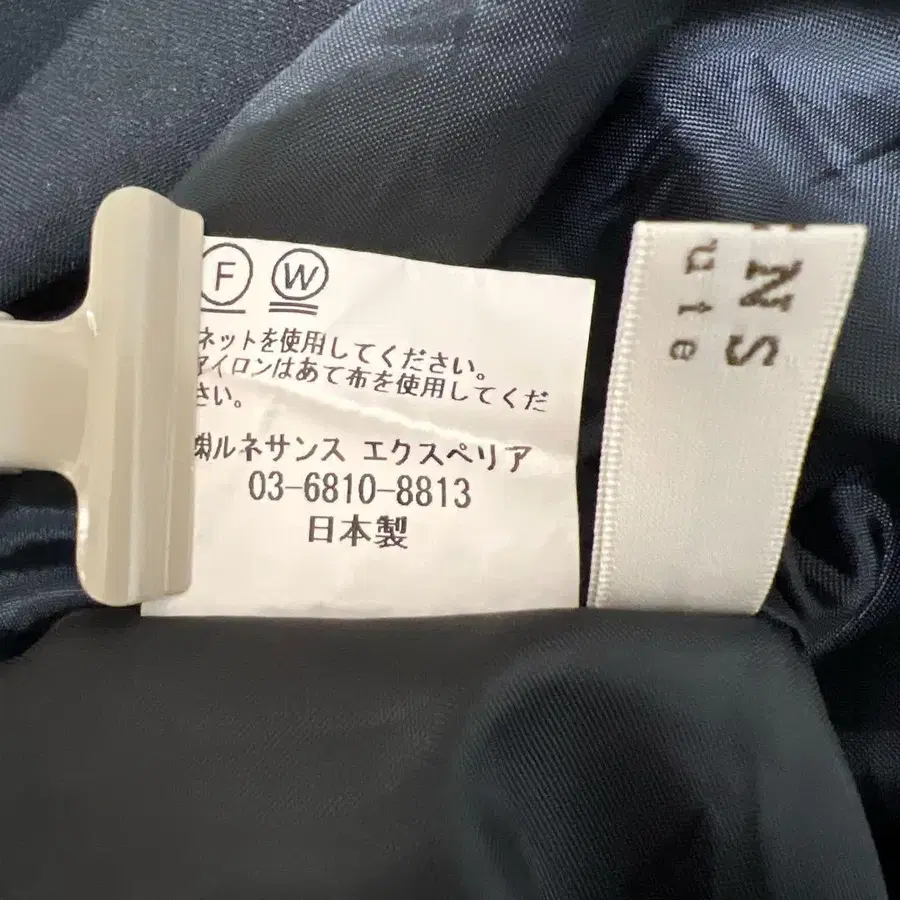 F W
ネットを使用してください。
アイロンはあて布を使用してくだ
さい。
㈱ルネサンス エクスペリア
03-6810-8813
日本製
ENS
ute